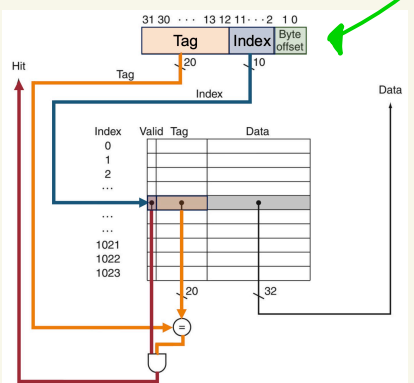 31 30 · · · 13 12 11 · · · 2 1 0
Tag Index Byte offset
20 10
Hit
Tag
Index
Data
Index Valid Tag Data
0
1
2
...
...
...
1021
1022
1023
20 32
=